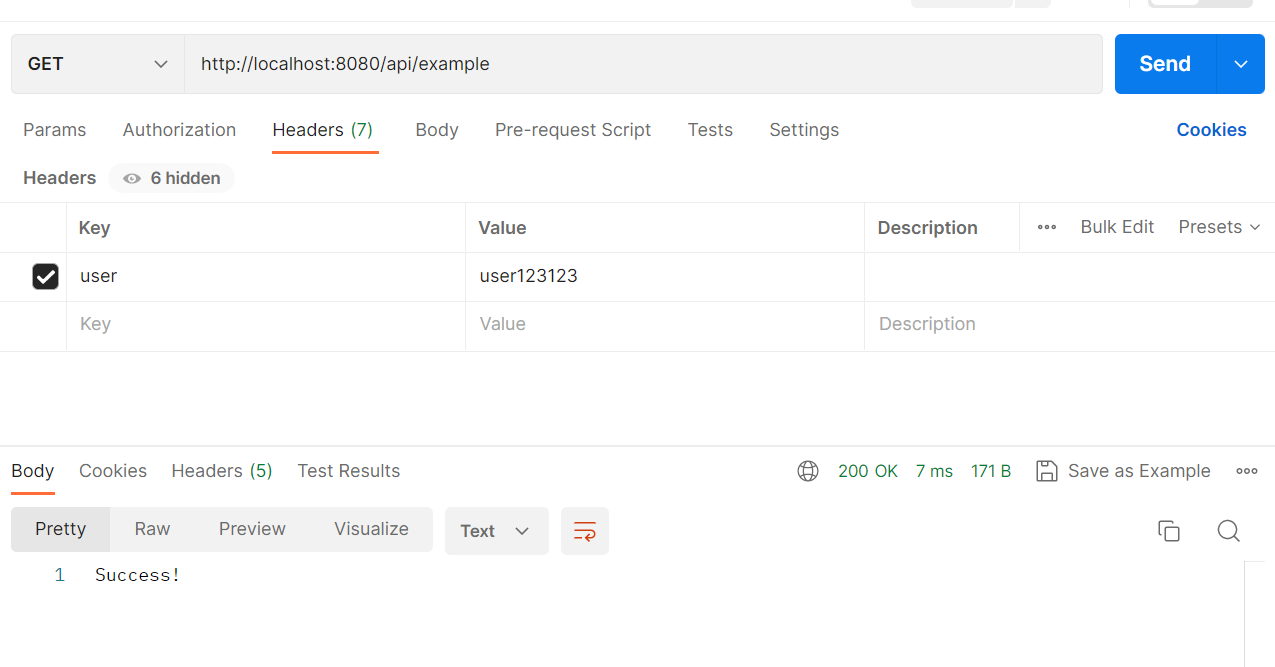 GET http://localhost:8080/api/example Send
Params Authorization Headers (7) Body Pre-request Script Tests Settings Cookies
Headers 6 hidden
Key Value Description Bulk Edit Presets
user user123123
Key Value Description
Body Cookies Headers (5) Test Results 200 OK 7 ms 171 B Save as Example
Pretty Raw Preview Visualize Text
1 Success!